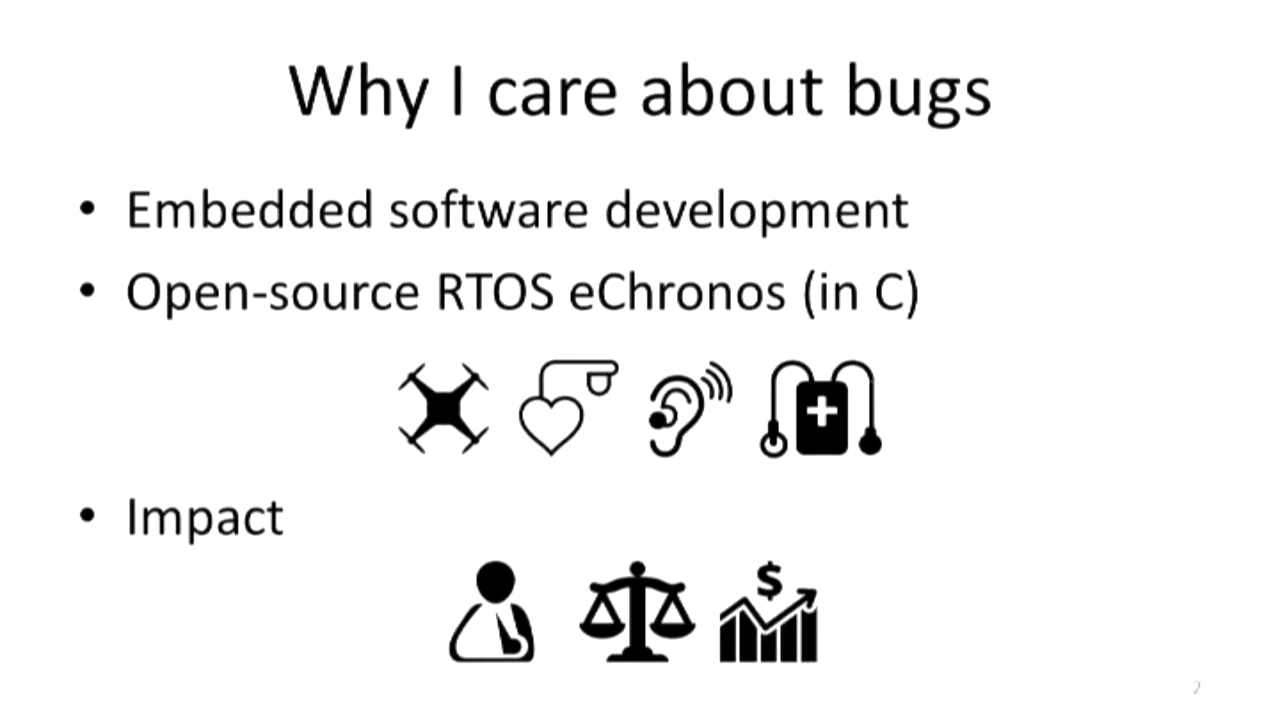 Why I care about bugs
• Embedded software development
• Open-source RTOS eChronos (in C)
• Impact
$
2